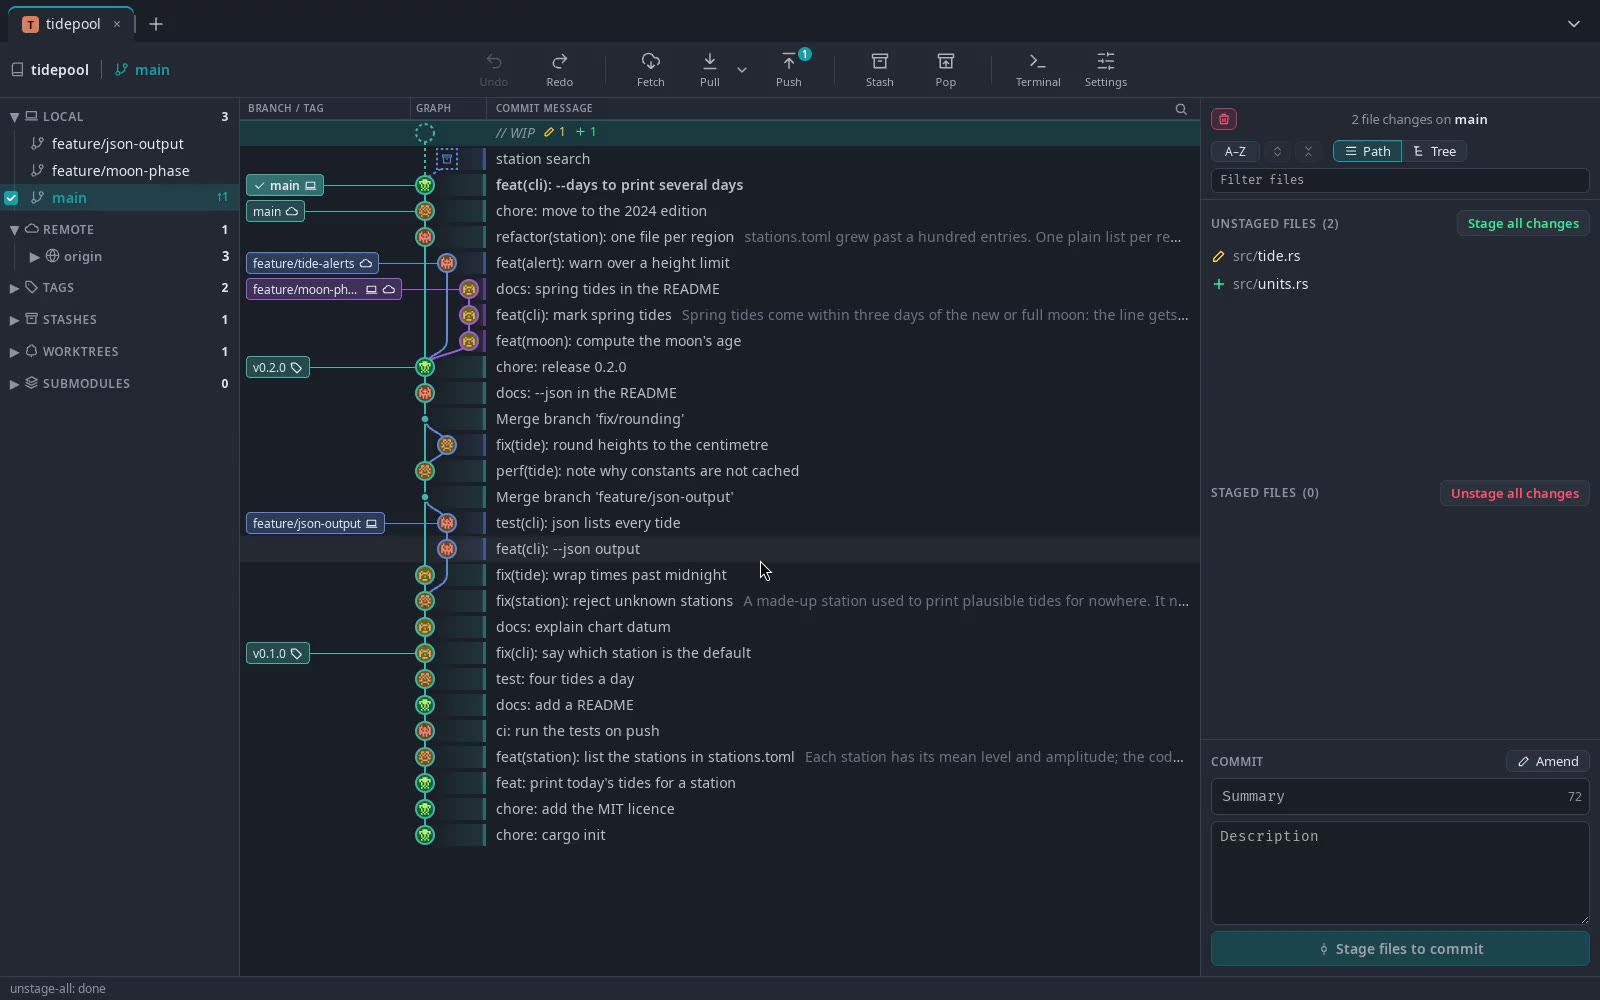 T tidepool × +
tidepool main
Undo Redo Fetch Pull Push 1 Stash Pop Terminal Settings
LOCAL 3
feature/json-output
feature/moon-phase
main ↑1
REMOTE 1
origin 3
TAGS 2
STASHES 1
WORKTREES 1
SUBMODULES 0
BRANCH / TAG GRAPH COMMIT MESSAGE
// WIP 1 + 1
station search
main feat(cli): --days to print several days
main chore: move to the 2024 edition
refactor(station): one file per region stations.toml grew past a hundred entries. One plain list per re...
feature/tide-alerts feat(alert): warn over a height limit
feature/moon-ph... docs: spring tides in the README
feat(cli): mark spring tides Spring tides come within three days of the new or full moon: the line gets...
feat(moon): compute the moon's age
v0.2.0 chore: release 0.2.0
docs: --json in the README
Merge branch 'fix/rounding'
fix(tide): round heights to the centimetre
perf(tide): note why constants are not cached
Merge branch 'feature/json-output'
feature/json-output test(cli): json lists every tide
feat(cli): --json output
fix(tide): wrap times past midnight
fix(station): reject unknown stations A made-up station used to print plausible tides for nowhere. It n...
docs: explain chart datum
v0.1.0 fix(cli): say which station is the default
test: four tides a day
docs: add a README
ci: run the tests on push
feat(station): list the stations in stations.toml Each station has its mean level and amplitude; the cod...
feat: print today's tides for a station
chore: add the MIT licence
chore: cargo init
2 file changes on main
A-Z Path Tree
Filter files
UNSTAGED FILES (2) Stage all changes
src/tide.rs
+ src/units.rs
STAGED FILES (0) Unstage all changes
COMMIT Amend
Summary 72
Description
Stage files to commit
unstage-all: done